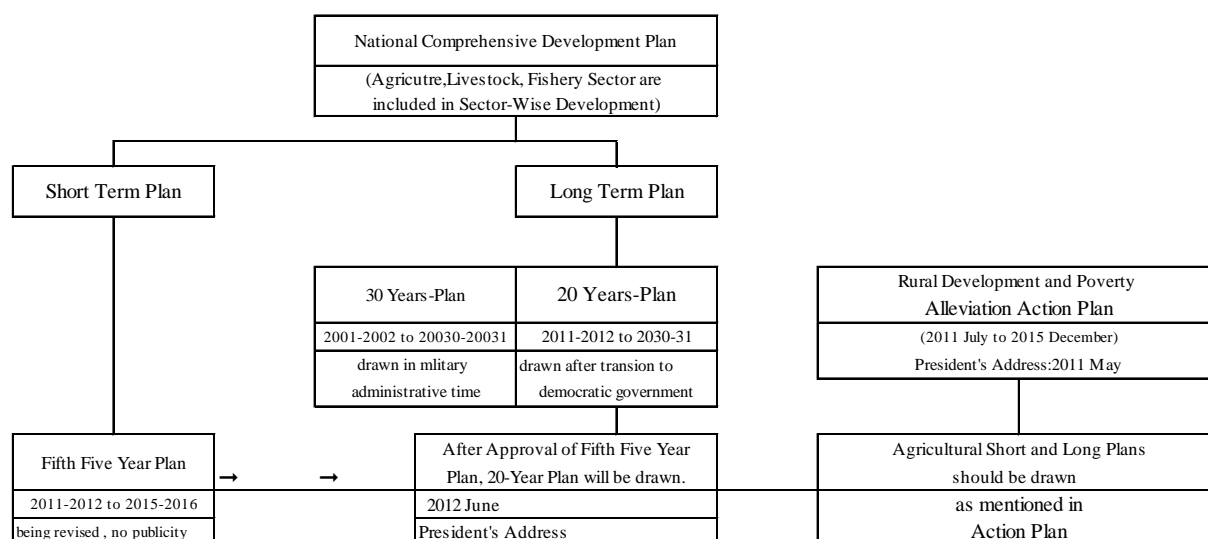 National Comprehensive Development Plan
(Agricutre,Livestock, Fishery Sector are
included in Sector-Wise Development)
Short Term Plan
Long Term Plan
30 Years-Plan
2001-2002 to 20030-20031
drawn in mlitary
administrative time
20 Years-Plan
2011-2012 to 2030-31
drawn after transion to
democratic government
Rural Development and Poverty
Alleviation Action Plan
(2011 July to 2015 December)
President's Address:2011 May
Fifth Five Year Plan
2011-2012 to 2015-2016
being revised , no publicity
→ →
After Approval of Fifth Five Year
Plan, 20-Year Plan will be drawn.
2012 June
President's Address
Agricultural Short and Long Plans
should be drawn
as mentioned in
Action Plan